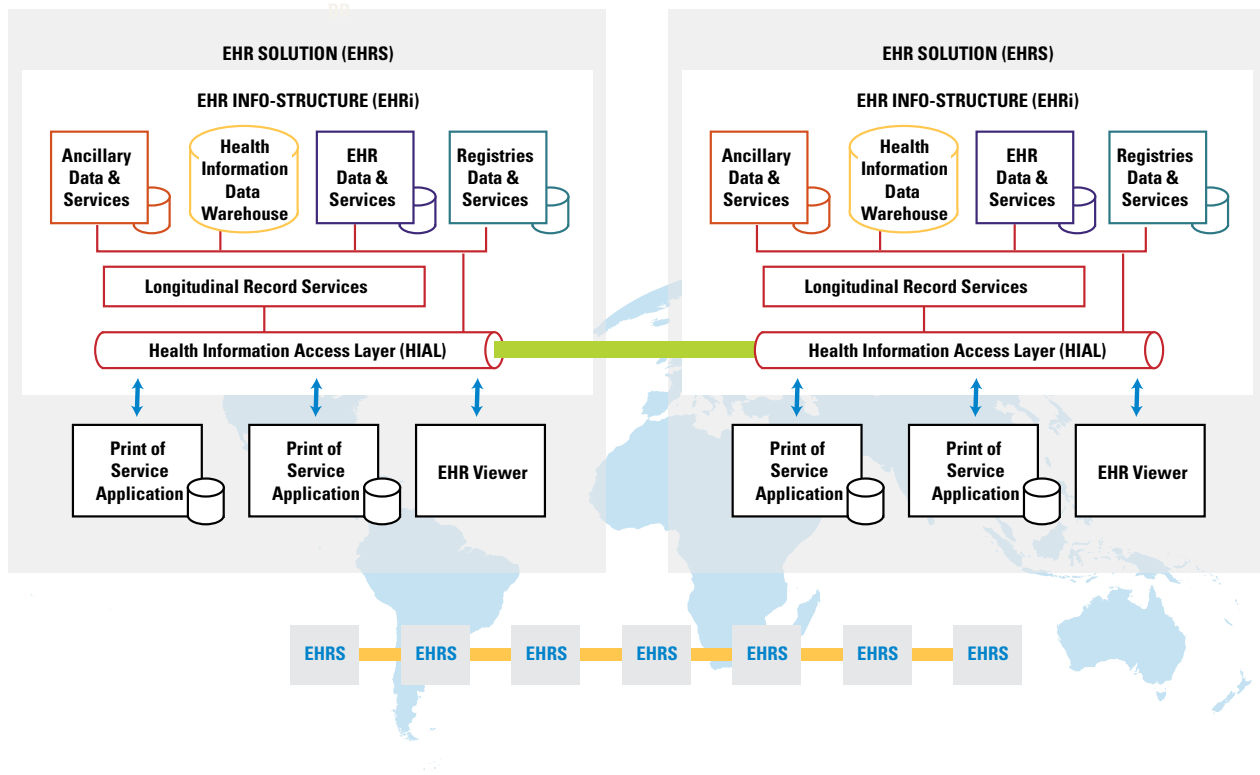 EHR SOLUTION (EHRS)
EHR INFO-STRUCTURE (EHRi)
Ancillary
Data &
Services
Health
Information
Data
Warehouse
EHR
Data &
Services
Registries
Data &
Services
Longitudinal Record Services
Health Information Access Layer (HIAL)
Print of
Service
Application
Print of
Service
Application
EHR Viewer
EHR SOLUTION (EHRS)
EHR INFO-STRUCTURE (EHRi)
Ancillary
Data &
Services
Health
Information
Data
Warehouse
EHR
Data &
Services
Registries
Data &
Services
Longitudinal Record Services
Health Information Access Layer (HIAL)
Print of
Service
Application
Print of
Service
Application
EHR Viewer
EHRS
EHRS
EHRS
EHRS
EHRS
EHRS
EHRS